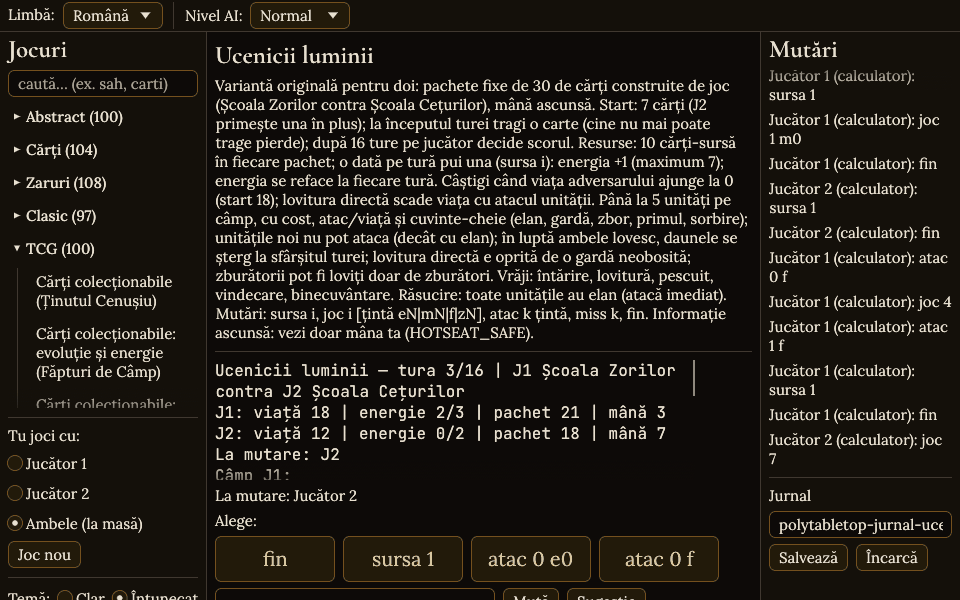 Limbă: Română ▼ Nivel AI: Normal ▼
Jocuri
caută... (ex. sah, carti)
▸ Abstract (100)
▸ Cărți (104)
▸ Zaruri (108)
▸ Clasic (97)
▾ TCG (100)
Cărți colecționabile
(Ținutul Cenușiu)
Cărți colecționabile:
evoluție și energie
(Făpturi de Câmp)
Cărți colecționabile:
Tu joci cu:
Jucător 1
Jucător 2
Ambele (la masă)
Joc nou
Temă: Clar Întunecat
Ucenicii luminii
Variantă originală pentru doi: pachete fixe de 30 de cărți construite de joc
(Școala Zorilor contra Școala Cețurilor), mână ascunsă. Start: 7 cărți (J2
primește una în plus); la începutul turei tragi o carte (cine nu mai poate
trage pierde); după 16 ture pe jucător decide scorul. Resurse: 10 cărți-sursă
în fiecare pachet; o dată pe tură pui una (sursa i): energia +1 (maximum 7);
energia se reface la fiecare tură. Câștigi când viața adversarului ajunge la 0
(start 18); lovitura directă scade viața cu atacul unității. Până la 5 unități pe
câmp, cu cost, atac/viață și cuvinte-cheie (elan, gardă, zbor, primul, sorbire);
unitățile noi nu pot ataca (decât cu elan); în luptă ambele lovesc, daunele se
șterg la sfârșitul turei; lovitura directă e oprită de o gardă neobosită;
zburătorii pot fi loviți doar de zburători. Vrăji: întărire, lovitură, pescuit,
vindecare, binecuvântare. Răsucire: toate unitățile au elan (atacă imediat).
Mutări: sursa i, joc i [țintă eN|mN|f|zN], atac k țintă, miss k, fin. Informație
ascunsă: vezi doar mâna ta (HOTSEAT_SAFE).
Ucenicii luminii — tura 3/16 | J1 Școala Zorilor
contra J2 Școala Cețurilor
J1: viață 18 | energie 2/3 | pachet 21 | mână 3
J2: viață 12 | energie 0/2 | pachet 18 | mână 7
La mutare: J2
Câmp J1:
La mutare: Jucător 2
Alege:
fin sursa 1 atac 0 e0 atac 0 f
Mută Sugestie
Mutări
Jucător 1 (calculator):
sursa 1
Jucător 1 (calculator): joc
1 m0
Jucător 1 (calculator): fin
Jucător 2 (calculator):
sursa 1
Jucător 2 (calculator): fin
Jucător 1 (calculator): atac
0 f
Jucător 1 (calculator): joc 4
Jucător 1 (calculator): atac
1 f
Jucător 1 (calculator):
sursa 1
Jucător 1 (calculator): fin
Jucător 2 (calculator): joc
7
Jurnal
polytabletop-jurnal-uce
Salvează Încarcă